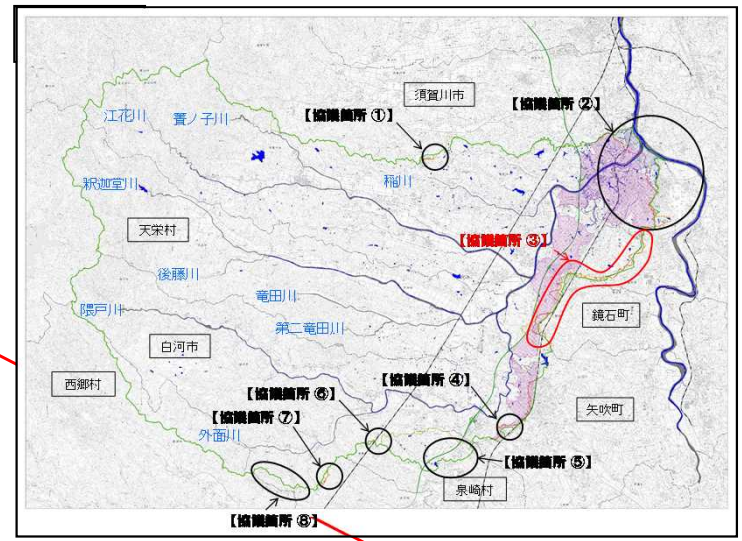 須賀川市
【協議箇所 ②】
江花川
簀ノ子川
【協議箇所 ①】
釈迦堂川
稲川
天栄村
【協議箇所 ③】
後藤川
竜田川
隈戸川
第二竜田川
鏡石町
白河市
西郷村
【協議箇所 ⑥】
【協議箇所 ④】
【協議箇所 ⑦】
矢吹町
外面川
【協議箇所 ⑤】
泉崎村
【協議箇所 ⑧】